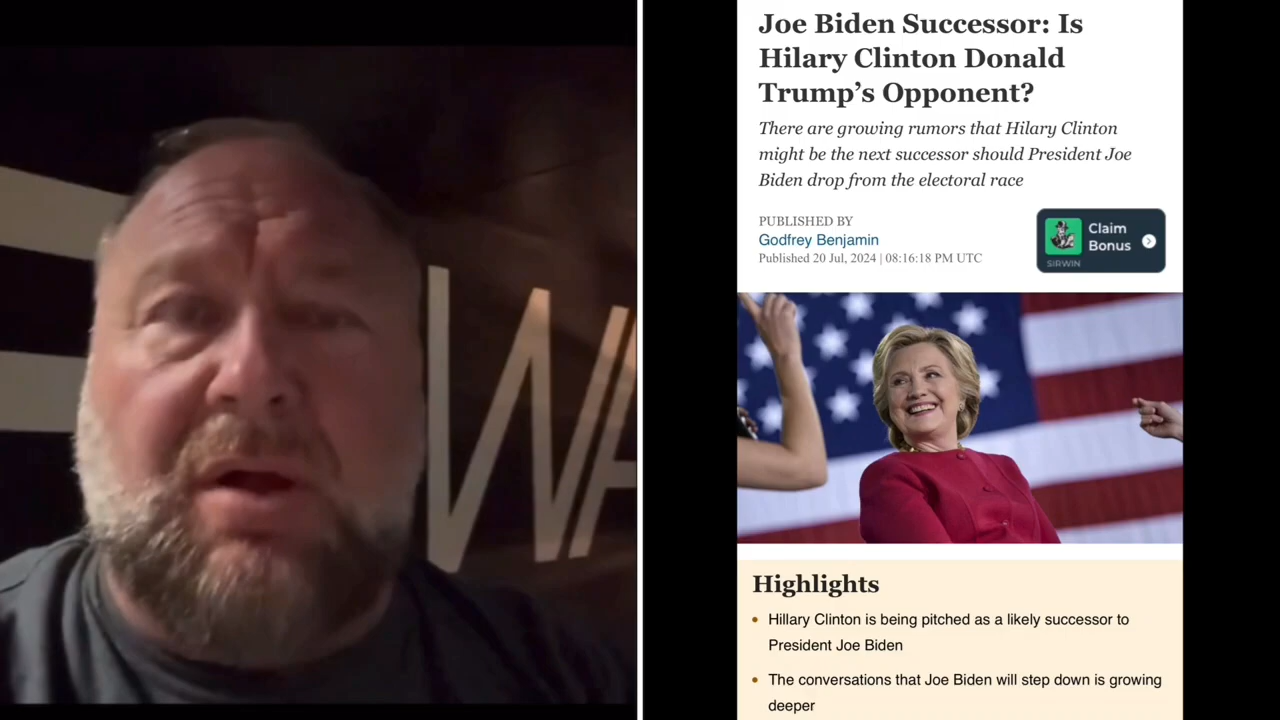 WA
Joe Biden Successor: Is
Hilary Clinton Donald
Trump’s Opponent?
There are growing rumors that Hilary Clinton
might be the next successor should President Joe
Biden drop from the electoral race
PUBLISHED BY
Godfrey Benjamin
Published 20 Jul, 2024 | 08:16:18 PM UTC
Claim
Bonus
SIRWIN
Highlights
• Hillary Clinton is being pitched as a likely successor to
President Joe Biden
• The conversations that Joe Biden will step down is growing
deeper